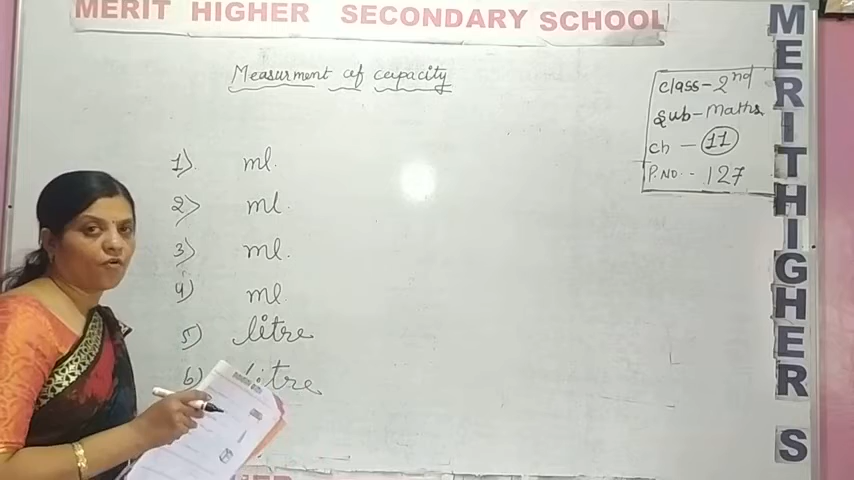 MERIT HIGHER SECONDARY SCHOOL
Measurment of capacity
class-2nd
Sub-Maths
ch - 11
P.NO.- 127
1) ml.
2) ml.
3) ml.
4) ml.
5) litre
6) litre
MERIT HIGHER S